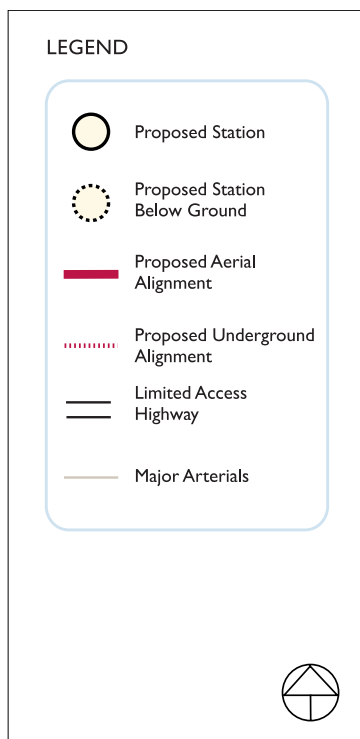 LEGEND
Proposed Station
Proposed Station
Below Ground
Proposed Aerial
Alignment
Proposed Underground
Alignment
Limited Access
Highway
Major Arterials